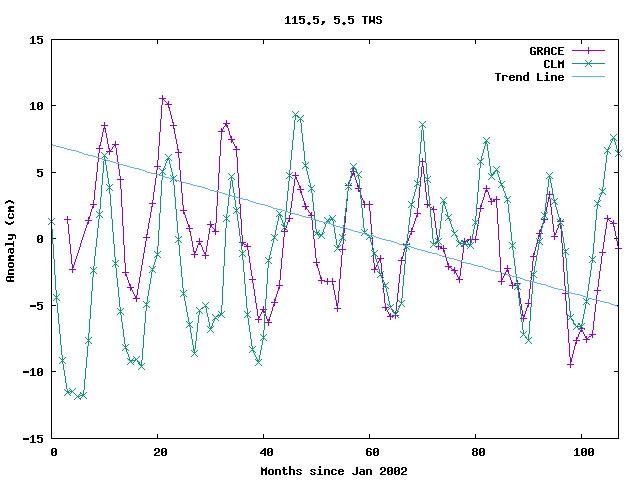 115.5, 5.5 TWS
GRACE
CLM
Trend Line
15
10
5
0
-5
-10
-15
Anomaly (cm)
0 20 40 60 80 100
Months since Jan 2002